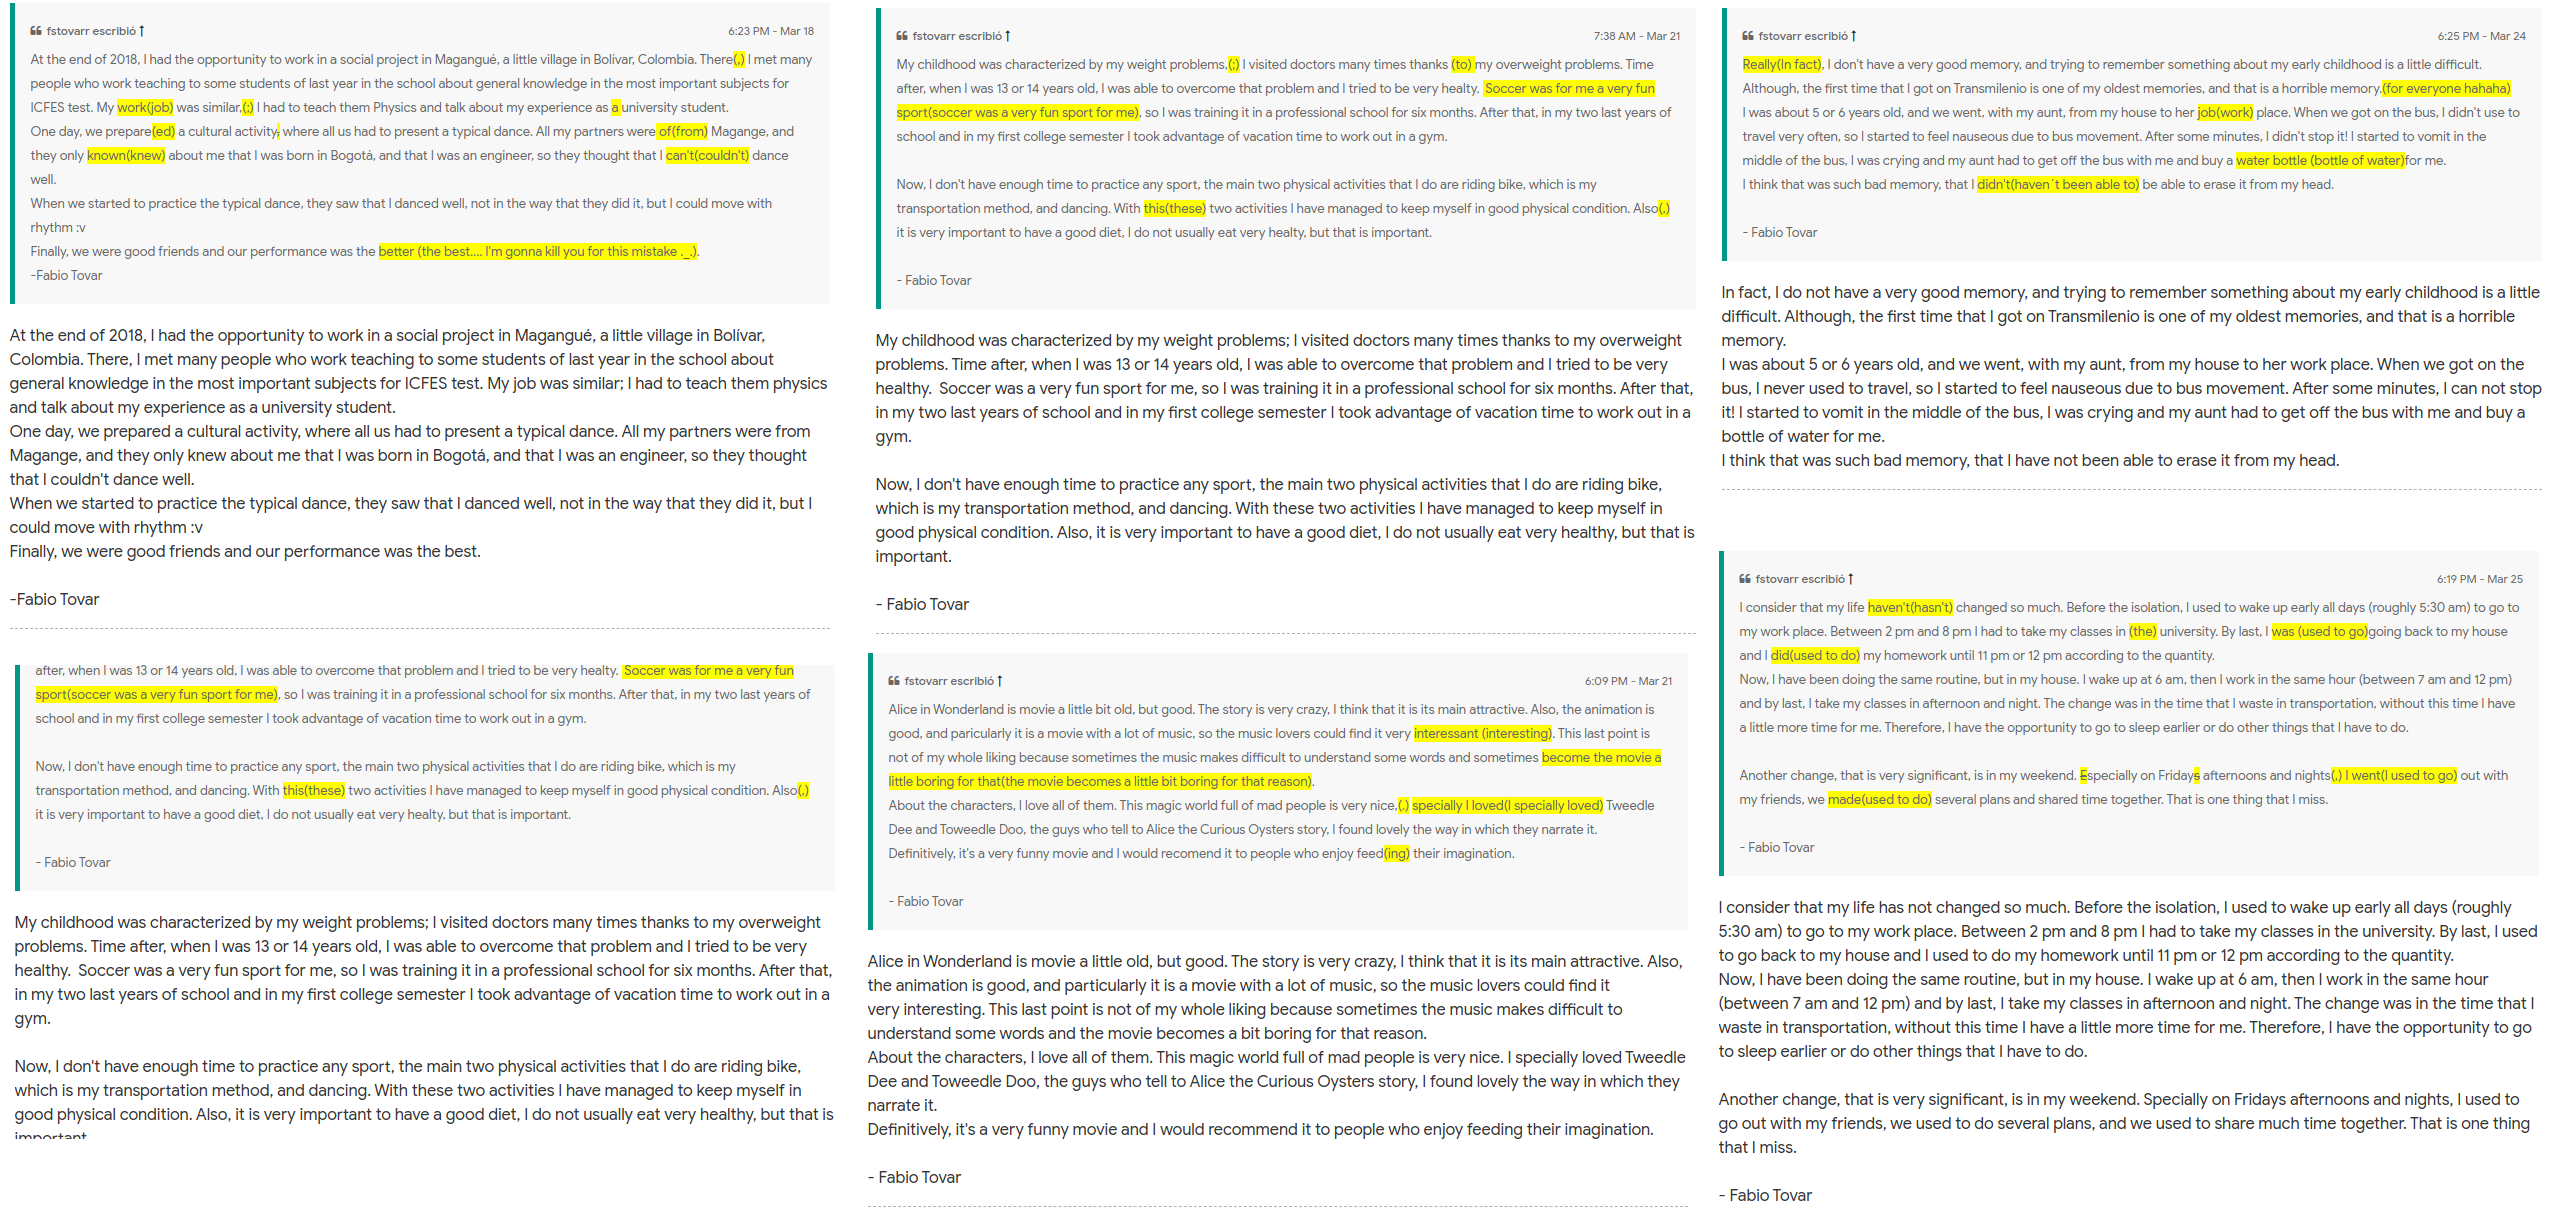 fstovarr escribió ↑ 6:23 PM - Mar 18
At the end of 2018, I had the opportunity to work in a social project in Magangué, a little village in Bolivar, Colombia. There(,) I met many
people who work teaching to some students of last year in the school about general knowledge in the most important subjects for
ICFES test. My work(job) was similar,(;) I had to teach them Physics and talk about my experience as a university student.
One day, we prepare(ed) a cultural activity, where all us had to present a typical dance. All my partners were of(from) Magange, and
they only known(knew) about me that I was born in Bogotá, and that I was an engineer, so they thought that I can't(couldn't) dance
well.
When we started to practice the typical dance, they saw that I danced well, not in the way that they did it, but I could move with
rhythm :v
Finally, we were good friends and our performance was the better (the best.... I'm gonna kill you for this mistake ._.).
-Fabio Tovar
At the end of 2018, I had the opportunity to work in a social project in Magangué, a little village in Bolívar,
Colombia. There, I met many people who work teaching to some students of last year in the school about
general knowledge in the most important subjects for ICFES test. My job was similar; I had to teach them physics
and talk about my experience as a university student.
One day, we prepared a cultural activity, where all us had to present a typical dance. All my partners were from
Magange, and they only knew about me that I was born in Bogotá, and that I was an engineer, so they thought
that I couldn't dance well.
When we started to practice the typical dance, they saw that I danced well, not in the way that they did it, but I
could move with rhythm :v
Finally, we were good friends and our performance was the best.
-Fabio Tovar
after, when I was 13 or 14 years old, I was able to overcome that problem and I tried to be very healty. Soccer was for me a very fun
sport(soccer was a very fun sport for me), so I was training it in a professional school for six months. After that, in my two last years of
school and in my first college semester I took advantage of vacation time to work out in a gym.
Now, I don't have enough time to practice any sport, the main two physical activities that I do are riding bike, which is my
transportation method, and dancing. With this(these) two activities I have managed to keep myself in good physical condition. Also(,)
it is very important to have a good diet, I do not usually eat very healty, but that is important.
- Fabio Tovar
My childhood was characterized by my weight problems; I visited doctors many times thanks to my overweight
problems. Time after, when I was 13 or 14 years old, I was able to overcome that problem and I tried to be very
healthy. Soccer was a very fun sport for me, so I was training it in a professional school for six months. After that,
in my two last years of school and in my first college semester I took advantage of vacation time to work out in a
gym.
Now, I don't have enough time to practice any sport, the main two physical activities that I do are riding bike,
which is my transportation method, and dancing. With these two activities I have managed to keep myself in
good physical condition. Also, it is very important to have a good diet, I do not usually eat very healthy, but that is
important.
fstovarr escribió ↑ 7:38 AM - Mar 21
My childhood was characterized by my weight problems,(;) I visited doctors many times thanks (to) my overweight problems. Time
after, when I was 13 or 14 years old, I was able to overcome that problem and I tried to be very healty. Soccer was for me a very fun
sport(soccer was a very fun sport for me), so I was training it in a professional school for six months. After that, in my two last years of
school and in my first college semester I took advantage of vacation time to work out in a gym.
Now, I don't have enough time to practice any sport, the main two physical activities that I do are riding bike, which is my
transportation method, and dancing. With this(these) two activities I have managed to keep myself in good physical condition. Also(,)
it is very important to have a good diet, I do not usually eat very healty, but that is important.
- Fabio Tovar
My childhood was characterized by my weight problems; I visited doctors many times thanks to my overweight
problems. Time after, when I was 13 or 14 years old, I was able to overcome that problem and I tried to be very
healthy. Soccer was a very fun sport for me, so I was training it in a professional school for six months. After that,
in my two last years of school and in my first college semester I took advantage of vacation time to work out in a
gym.
Now, I don't have enough time to practice any sport, the main two physical activities that I do are riding bike,
which is my transportation method, and dancing. With these two activities I have managed to keep myself in
good physical condition. Also, it is very important to have a good diet, I do not usually eat very healthy, but that is
important.
- Fabio Tovar
fstovarr escribió ↑ 6:09 PM - Mar 21
Alice in Wonderland is movie a little bit old, but good. The story is very crazy, I think that it is its main attractive. Also, the animation is
good, and paricularly it is a movie with a lot of music, so the music lovers could find it very interessant (interesting). This last point is
not of my whole liking because sometimes the music makes difficult to understand some words and sometimes become the movie a
little boring for that(the movie becomes a little bit boring for that reason).
About the characters, I love all of them. This magic world full of mad people is very nice,(.) specially I loved(I specially loved) Tweedle
Dee and Toweedle Doo, the guys who tell to Alice the Curious Oysters story, I found lovely the way in which they narrate it.
Definitively, it's a very funny movie and I would recomend it to people who enjoy feed(ing) their imagination.
- Fabio Tovar
Alice in Wonderland is movie a little old, but good. The story is very crazy, I think that it is its main attractive. Also,
the animation is good, and particularly it is a movie with a lot of music, so the music lovers could find it
very interesting. This last point is not of my whole liking because sometimes the music makes difficult to
understand some words and the movie becomes a bit boring for that reason.
About the characters, I love all of them. This magic world full of mad people is very nice. I specially loved Tweedle
Dee and Toweedle Doo, the guys who tell to Alice the Curious Oysters story, I found lovely the way in which they
narrate it.
Definitively, it's a very funny movie and I would recommend it to people who enjoy feeding their imagination.
- Fabio Tovar
fstovarr escribió ↑ 6:25 PM - Mar 24
Really(In fact), I don't have a very good memory, and trying to remember something about my early childhood is a little difficult.
Although, the first time that I got on Transmilenio is one of my oldest memories, and that is a horrible memory.(for everyone hahaha)
I was about 5 or 6 years old, and we went, with my aunt, from my house to her job(work) place. When we got on the bus, I didn't use to
travel very often, so I started to feel nauseous due to bus movement. After some minutes, I didn't stop it! I started to vomit in the
middle of the bus, I was crying and my aunt had to get off the bus with me and buy a water bottle (bottle of water)for me.
I think that was such bad memory, that I didn't(haven´t been able to) be able to erase it from my head.
- Fabio Tovar
In fact, I do not have a very good memory, and trying to remember something about my early childhood is a little
difficult. Although, the first time that I got on Transmilenio is one of my oldest memories, and that is a horrible
memory.
I was about 5 or 6 years old, and we went, with my aunt, from my house to her work place. When we got on the
bus, I never used to travel, so I started to feel nauseous due to bus movement. After some minutes, I can not stop
it! I started to vomit in the middle of the bus, I was crying and my aunt had to get off the bus with me and buy a
bottle of water for me.
I think that was such bad memory, that I have not been able to erase it from my head.
fstovarr escribió ↑ 6:19 PM - Mar 25
I consider that my life haven't(hasn't) changed so much. Before the isolation, I used to wake up early all days (roughly 5:30 am) to go to
my work place. Between 2 pm and 8 pm I had to take my classes in (the) university. By last, I was (used to go)going back to my house
and I did(used to do) my homework until 11 pm or 12 pm according to the quantity.
Now, I have been doing the same routine, but in my house. I wake up at 6 am, then I work in the same hour (between 7 am and 12 pm)
and by last, I take my classes in afternoon and night. The change was in the time that I waste in transportation, without this time I have
a little more time for me. Therefore, I have the opportunity to go to sleep earlier or do other things that I have to do.
Another change, that is very significant, is in my weekend. Especially on Fridays afternoons and nights(,) I went(I used to go) out with
my friends, we made(used to do) several plans and shared time together. That is one thing that I miss.
- Fabio Tovar
I consider that my life has not changed so much. Before the isolation, I used to wake up early all days (roughly
5:30 am) to go to my work place. Between 2 pm and 8 pm I had to take my classes in the university. By last, I used
to go back to my house and I used to do my homework until 11 pm or 12 pm according to the quantity.
Now, I have been doing the same routine, but in my house. I wake up at 6 am, then I work in the same hour
(between 7 am and 12 pm) and by last, I take my classes in afternoon and night. The change was in the time that I
waste in transportation, without this time I have a little more time for me. Therefore, I have the opportunity to go
to sleep earlier or do other things that I have to do.
Another change, that is very significant, is in my weekend. Specially on Fridays afternoons and nights, I used to
go out with my friends, we used to do several plans, and we used to share much time together. That is one thing
that I miss.
- Fabio Tovar